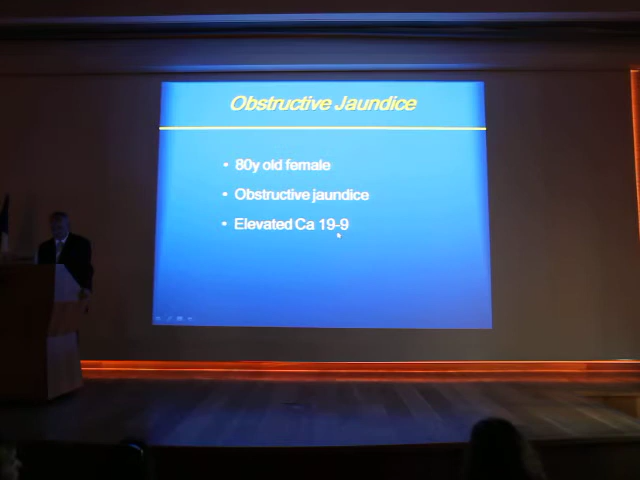 Obstructive Jaundice
• 80y old female
• Obstructive jaundice
• Elevated Ca 19-9